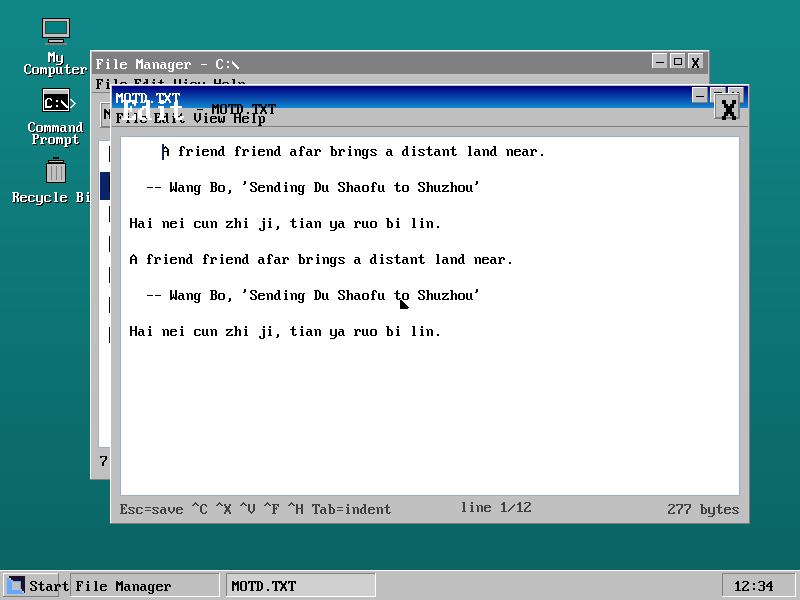 My
Computer
C:\>
Command
Prompt
Recycle Bi
File Manager - C:\
File Edit View Help
MOTD.TXT
Edit - MOTD.TXT
File Edit View Help
A friend friend afar brings a distant land near.
-- Wang Bo, 'Sending Du Shaofu to Shuzhou'
Hai nei cun zhi ji, tian ya ruo bi lin.
A friend friend afar brings a distant land near.
-- Wang Bo, 'Sending Du Shaofu to Shuzhou'
Hai nei cun zhi ji, tian ya ruo bi lin.
7
Esc=save ^C ^X ^V ^F ^H Tab=indent
line 1/12
277 bytes
Start
File Manager
MOTD.TXT
12:34